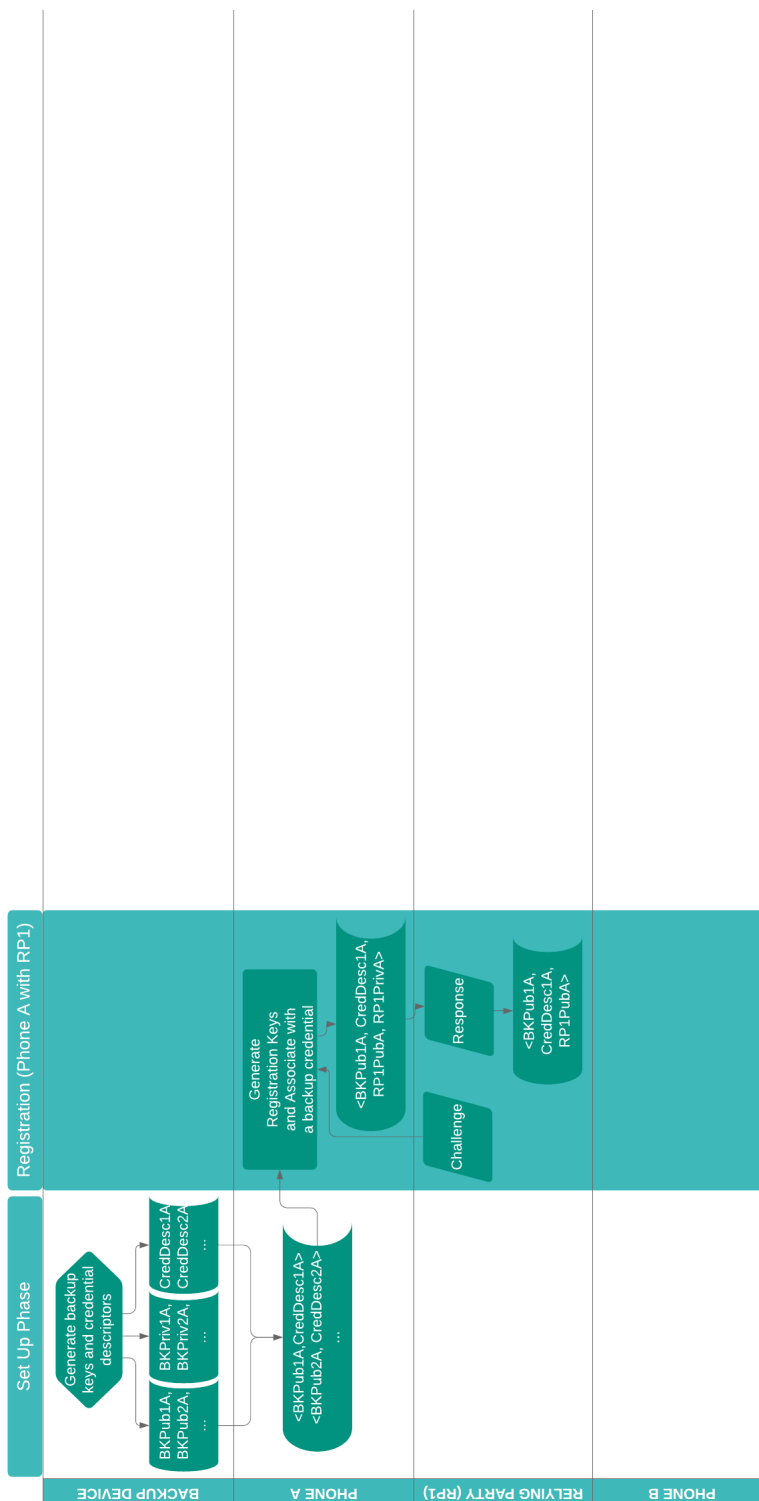 Set Up Phase
Registration (Phone A with RP1)
BACKUP DEVICE
Generate backup
keys and credential
descriptors
BKPub1A,
BKPub2A,
...
BKPriv1A,
BKPriv2A,
...
CredDesc1A
CredDesc2A
...
PHONE A
<BKPub1A,CredDesc1A>
<BKPub2A, CredDesc2A>
...
Generate
Registration Keys
and Associate with
a backup credential
<BKPub1A, CredDesc1A,
RP1PubA, RP1PrivA>
RELYING PARTY (RP1)
Challenge
Response
<BKPub1A,
CredDesc1A,
RP1PubA>
PHONE B